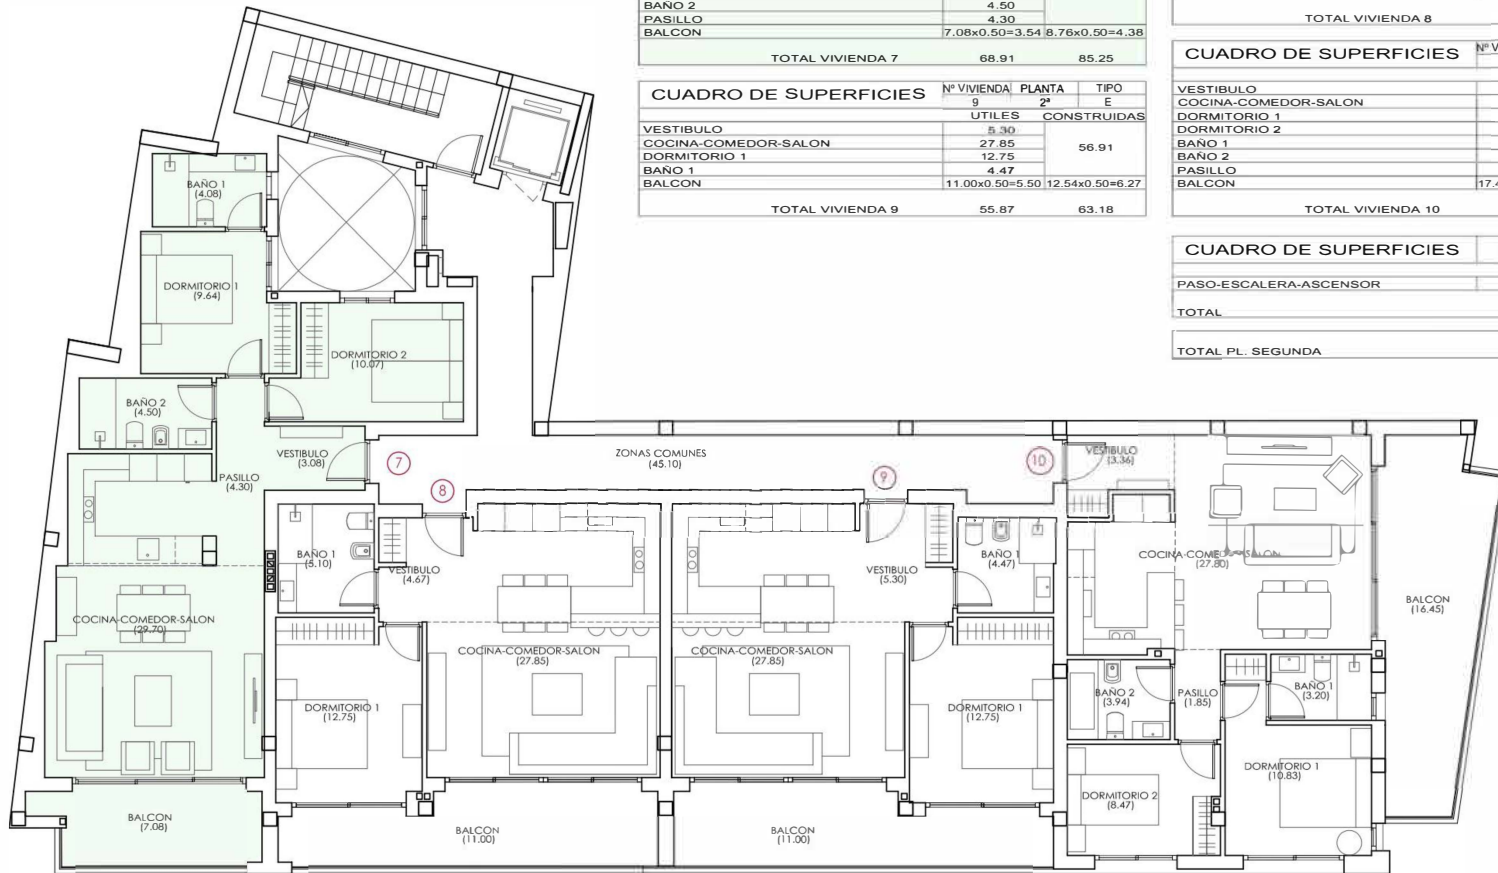 BAÑO 2 4.50
PASILLO 4.30
BALCON 7.08x0.50=3.54 8.76x0.50=4.38
TOTAL VIVIENDA 7 68.91 85.25
TOTAL VIVIENDA 8
CUADRO DE SUPERFICIES Nº VIVIENDA PLANTA TIPO
9 2ª E
UTILES CONSTRUIDAS
VESTIBULO 5.30
COCINA-COMEDOR-SALON 27.85
56.91
DORMITORIO 1 12.75
BAÑO 1 4.47
BALCON 11.00x0.50=5.50 12.54x0.50=6.27
TOTAL VIVIENDA 9 55.87 63.18
CUADRO DE SUPERFICIES Nº V
VESTIBULO
COCINA-COMEDOR-SALON
DORMITORIO 1
DORMITORIO 2
BAÑO 1
BAÑO 2
PASILLO
BALCON 17.4
TOTAL VIVIENDA 10
CUADRO DE SUPERFICIES
PASO-ESCALERA-ASCENSOR
TOTAL
TOTAL PL. SEGUNDA
BAÑO 1
(4.08)
DORMITORIO 1
(9.64)
DORMITORIO 2
(10.07)
BAÑO 2
(4.50)
VESTIBULO
(3.08)
PASILLO
(4.30)
COCINA-COMEDOR-SALON
(29.70)
BALCON
(7.08)
ZONAS COMUNES
(45.10)
7
8
9
10
BAÑO 1
(5.10)
VESTIBULO
(4.67)
COCINA-COMEDOR-SALON
(27.85)
DORMITORIO 1
(12.75)
BALCON
(11.00)
VESTIBULO
(5.30)
BAÑO 1
(4.47)
COCINA-COMEDOR-SALON
(27.85)
DORMITORIO 1
(12.75)
BALCON
(11.00)
VESTIBULO
(3.36)
COCINA-COMEDOR-SALON
(27.80)
BALCON
(16.45)
BAÑO 2
(3.94)
PASILLO
(1.85)
BAÑO 1
(3.20)
DORMITORIO 2
(8.47)
DORMITORIO 1
(10.83)